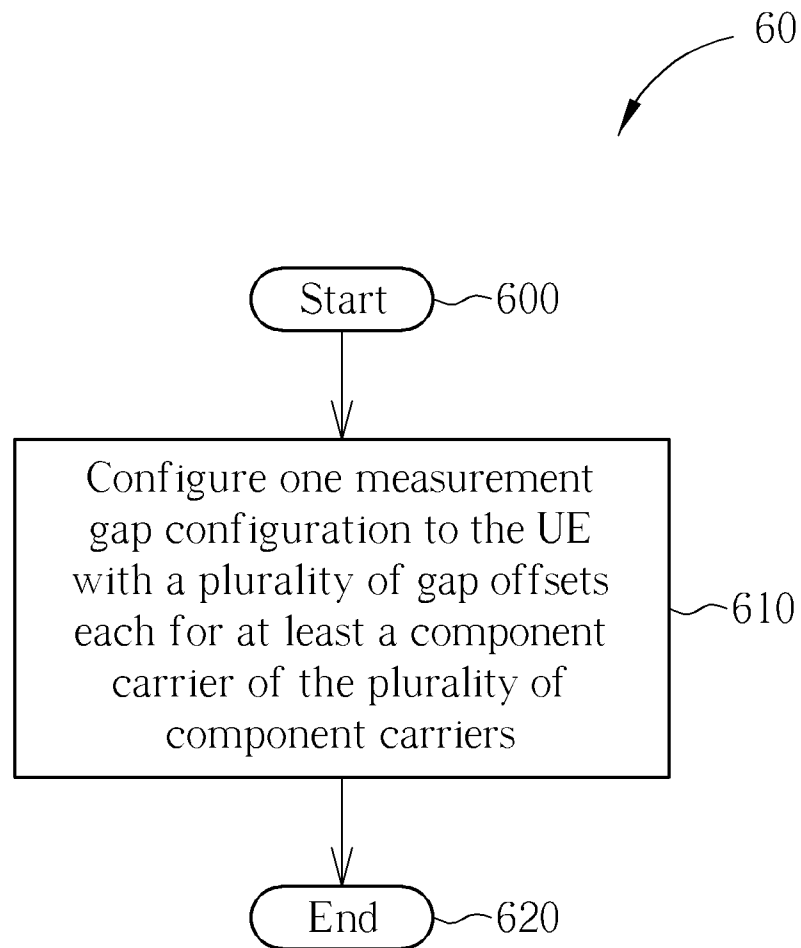 60
Start
600
Configure one measurement
gap configuration to the UE
with a plurality of gap offsets
each for at least a component
carrier of the plurality of
component carriers
610
End
620